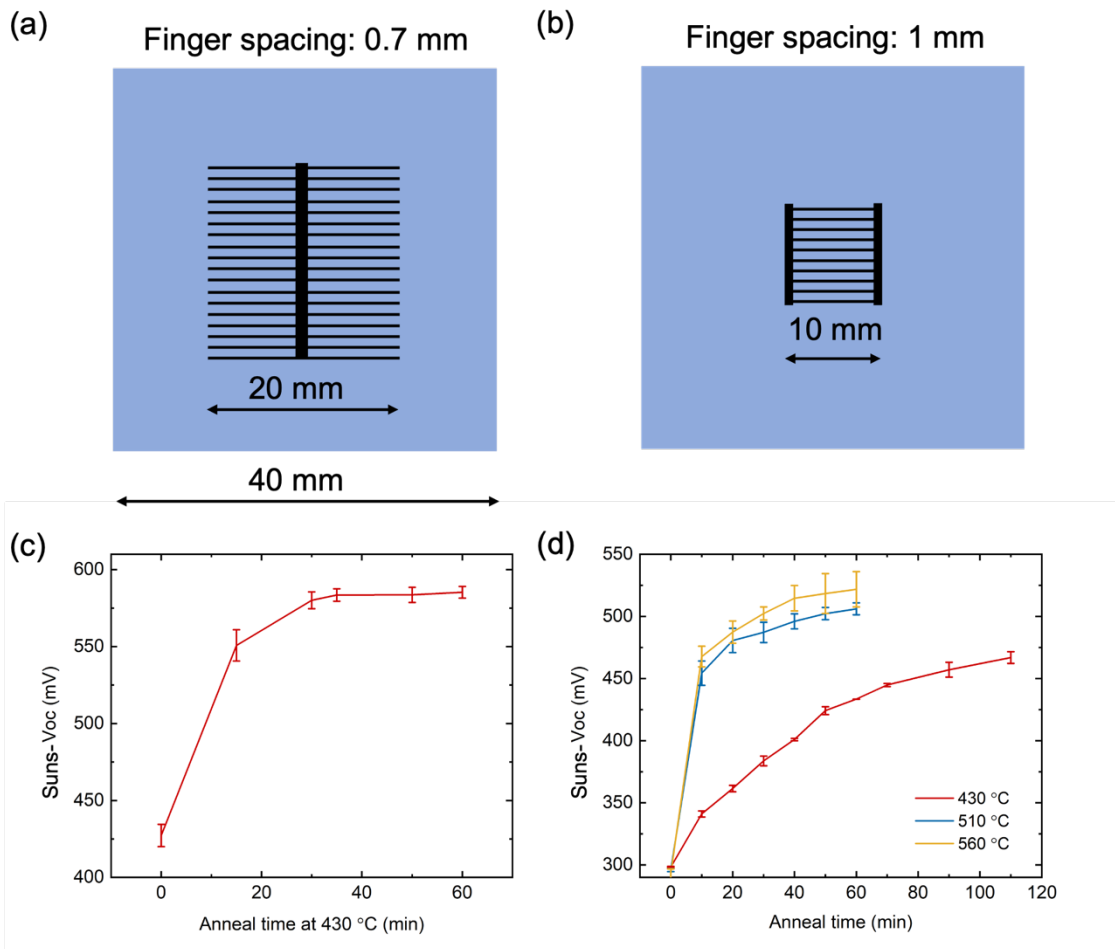 (a)
Finger spacing: 0.7 mm
20 mm
40 mm
(b)
Finger spacing: 1 mm
10 mm
(c)
600
550
500
450
400
Suns-Voc (mV)
0
20
40
60
Anneal time at 430 °C (min)
(d)
550
500
450
400
350
300
Suns-Voc (mV)
430 °C
510 °C
560 °C
0
20
40
60
80
100
120
Anneal time (min)